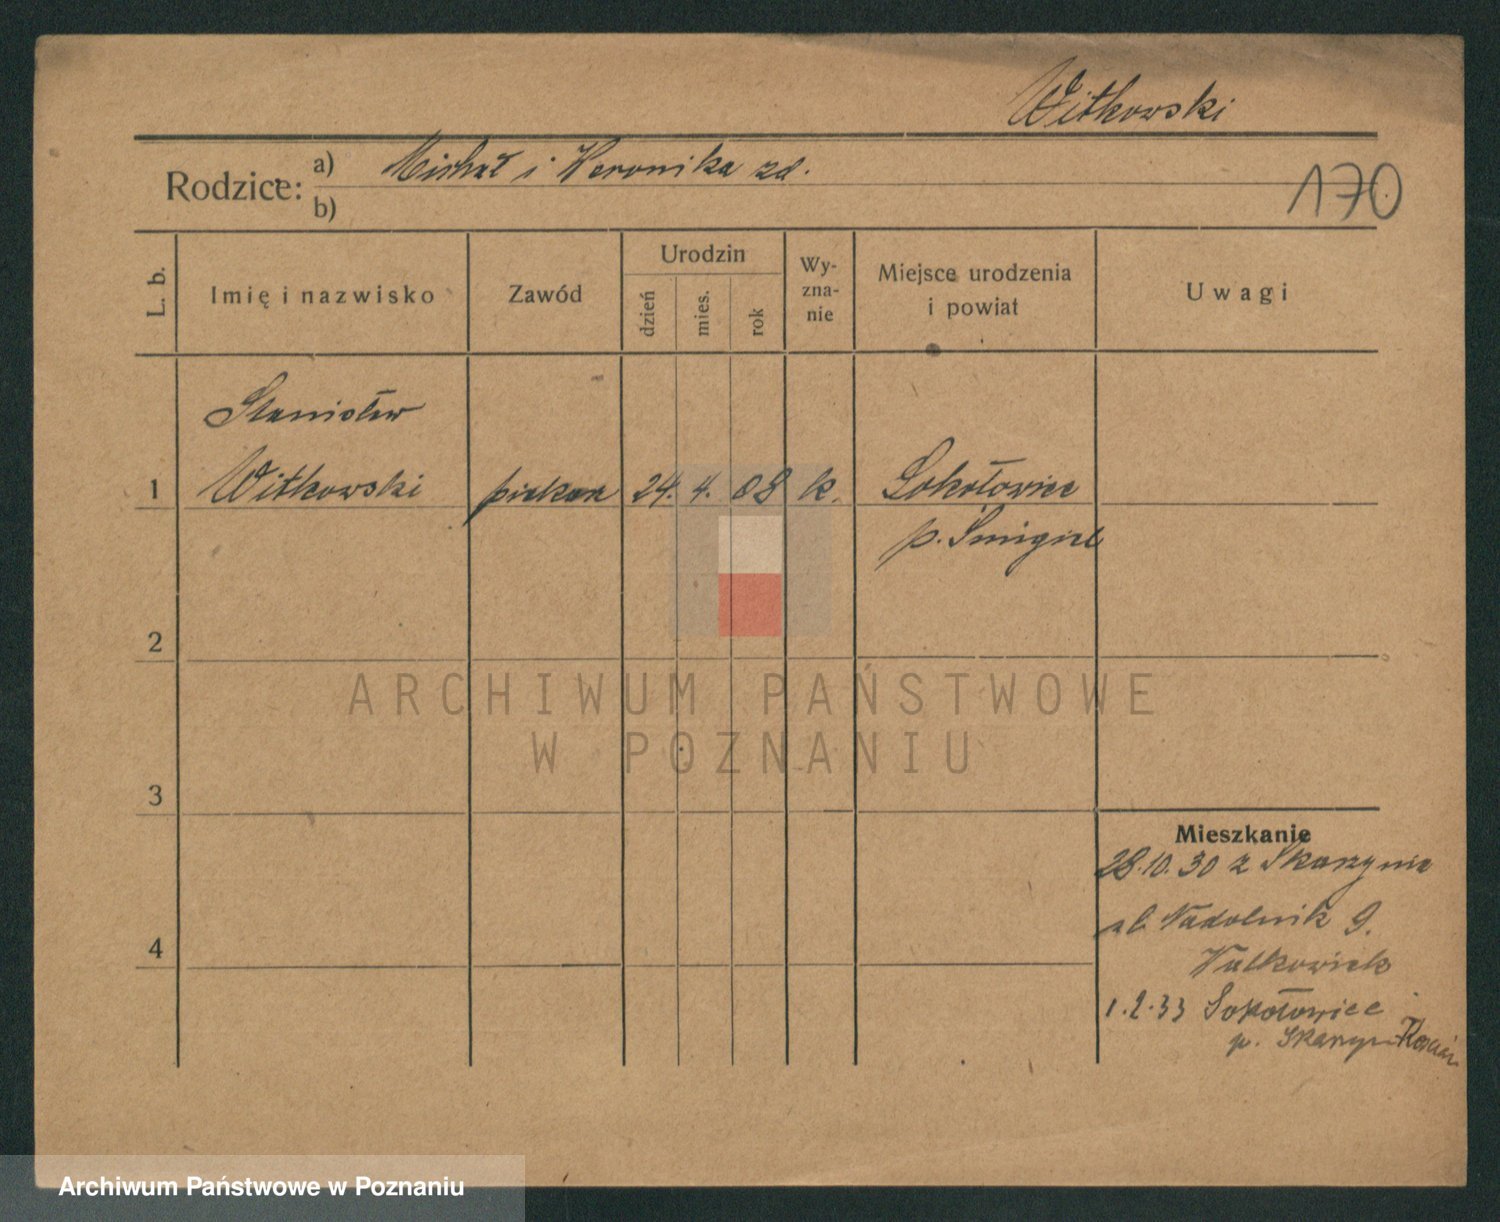 Witkowski
Rodzice: a) Michał i Weronika zd.
b)
170
L. b.
Imię i nazwisko
Zawód
Urodzin
dzień
mies.
rok
Wy-
zna-
nie
Miejsce urodzenia
i powiat
Uwagi
Stanisław
1 Witkowski piekarz 24. 4. 08 k. Sokołowice
p. Śmigiel
2
3
4
Mieszkanie
28.10.30 z
ul. Nadolnik 9.
Walkowiak
1.2.33 Sokołowice
p.
ARCHIWUM PAŃSTWOWE
W POZNANIU
Archiwum Państwowe w Poznaniu